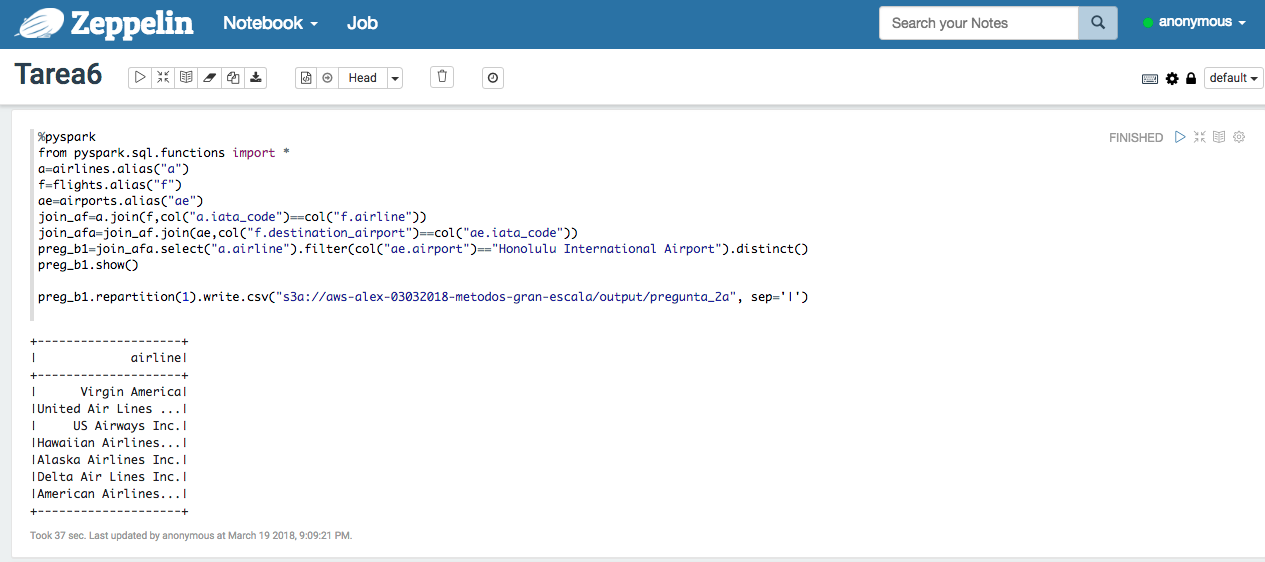 Zeppelin Notebook Job Search your Notes anonymous
Tarea6 Head default
%pyspark FINISHED
from pyspark.sql.functions import *
a=airlines.alias("a")
f=flights.alias("f")
ae=airports.alias("ae")
join_af=a.join(f,col("a.iata_code")==col("f.airline"))
join_afa=join_af.join(ae,col("f.destination_airport")==col("ae.iata_code"))
preg_b1=join_afa.select("a.airline").filter(col("ae.airport")=="Honolulu International Airport").distinct()
preg_b1.show()
preg_b1.repartition(1).write.csv("s3a://aws-alex-03032018-metodos-gran-escala/output/pregunta_2a", sep='|')
+--------------------+
|             airline|
+--------------------+
|      Virgin America|
|United Air Lines ...|
|     US Airways Inc.|
|Hawaiian Airlines...|
|Alaska Airlines Inc.|
|Delta Air Lines Inc.|
|American Airlines...|
+--------------------+
Took 37 sec. Last updated by anonymous at March 19 2018, 9:09:21 PM.